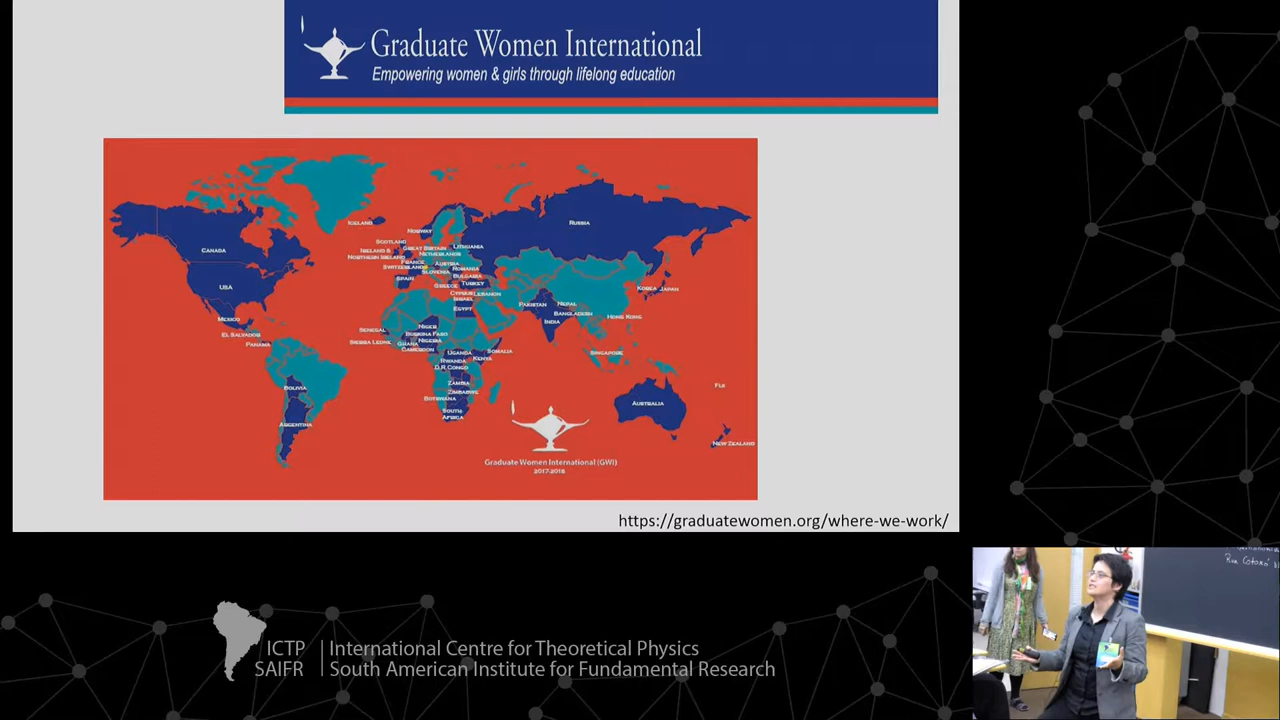 Graduate Women International
Empowering women & girls through lifelong education
ICELAND
NORWAY
RUSSIA
SCOTLAND
CANADA
IRELAND &
NORTHERN IRELAND
GREAT BRITAIN
LITHUANIA
NETHERLANDS
FRANCE
AUSTRIA
SWITZERLAND
SLOVENIA
ROMANIA
BULGARIA
SPAIN
GREECE
TURKEY
USA
CYPRUS
LEBANON
ISRAEL
KOREA
JAPAN
EGYPT
PAKISTAN
NEPAL
BANGLADESH
HONG KONG
INDIA
MEXICO
EL SALVADOR
PANAMA
SENEGAL
SIERRA LEONE
NIGER
BURKINA FASO
NIGERIA
GHANA
CAMEROON
UGANDA
SOMALIA
KENYA
RWANDA
D.R.CONGO
SINGAPORE
ZAMBIA
ZIMBABWE
BOTSWANA
SOUTH
AFRICA
BOLIVIA
ARGENTINA
FIJI
AUSTRALIA
NEW ZEALAND
Graduate Women International (GWI)
2017-2018
https://graduatewomen.org/where-we-work/
ICTP
SAIFR
International Centre for Theoretical Physics
South American Institute for Fundamental Research